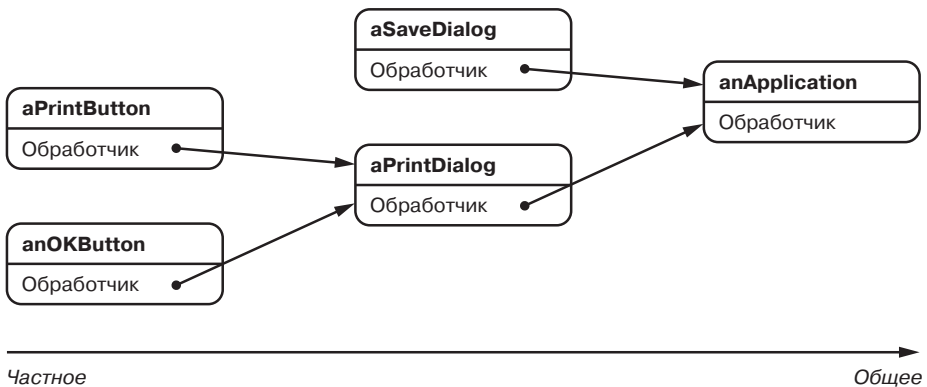 aSaveDialog
Обработчик
anApplication
Обработчик
aPrintButton
Обработчик
aPrintDialog
Обработчик
anOKButton
Обработчик
Частное
Общее